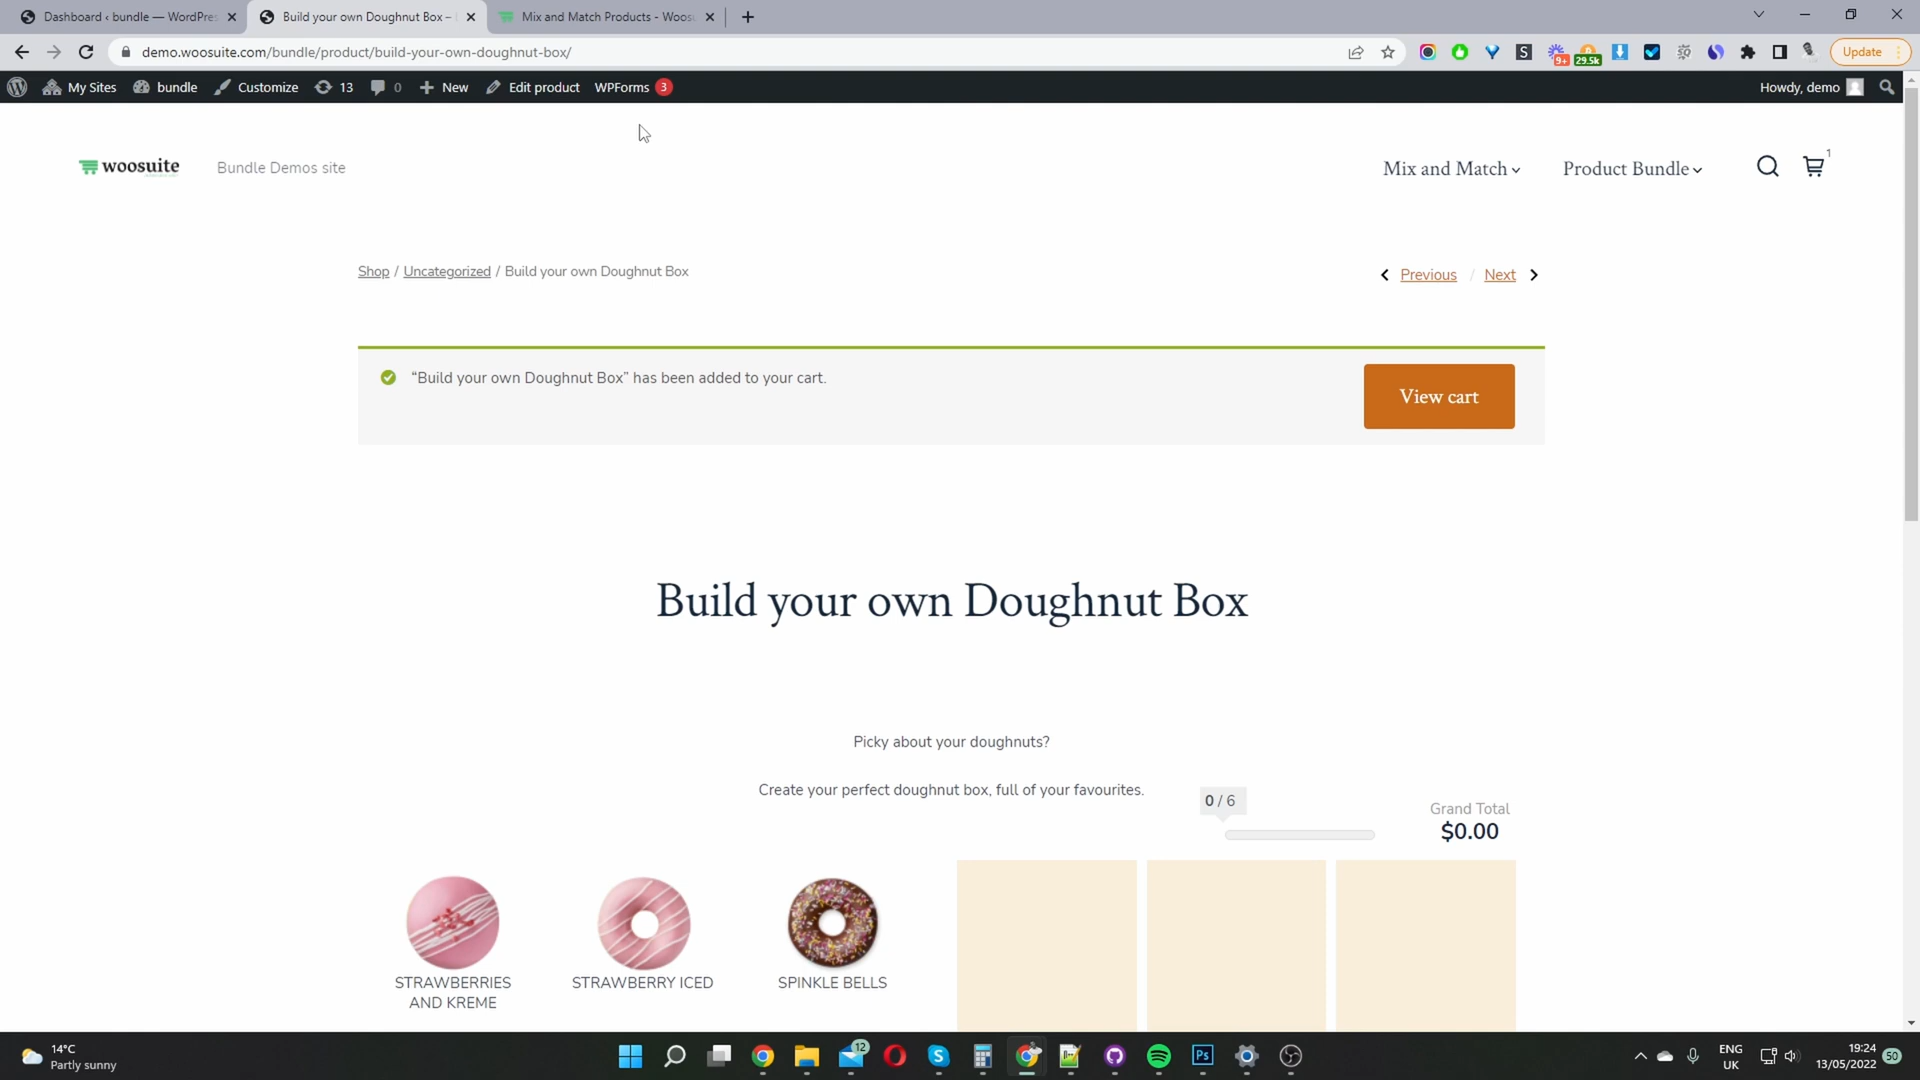 Dashboard ‹ bundle — WordPres
Build your own Doughnut Box –
Mix and Match Products - Woosu
demo.woosuite.com/bundle/product/build-your-own-doughnut-box/
9+
29.5k
S
Update
My Sites
bundle
Customize
13
0
New
Edit product
WPForms 3
Howdy, demo
woosuite
Bundle Demos site
Mix and Match
Product Bundle
1
Shop / Uncategorized / Build your own Doughnut Box
Previous / Next
“Build your own Doughnut Box” has been added to your cart.
View cart
Build your own Doughnut Box
Picky about your doughnuts?
Create your perfect doughnut box, full of your favourites.
0 / 6
Grand Total
$0.00
STRAWBERRIES
AND KREME
STRAWBERRY ICED
SPINKLE BELLS
14°C
Partly sunny
12
S
Ps
ENG
UK
19:24
13/05/2022
50